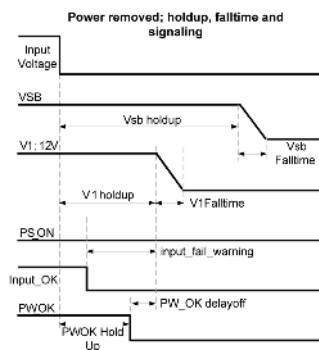 Power removed; holdup, falltime and
signaling
Input
Voltage
VSB
Vsb holdup
Vsb
Falltime
V1: 12V
V1 holdup
V1Falltime
PS_ON
input_fail_warning
Input_OK
PW_OK delayoff
PWOK
PWOK Hold
Up